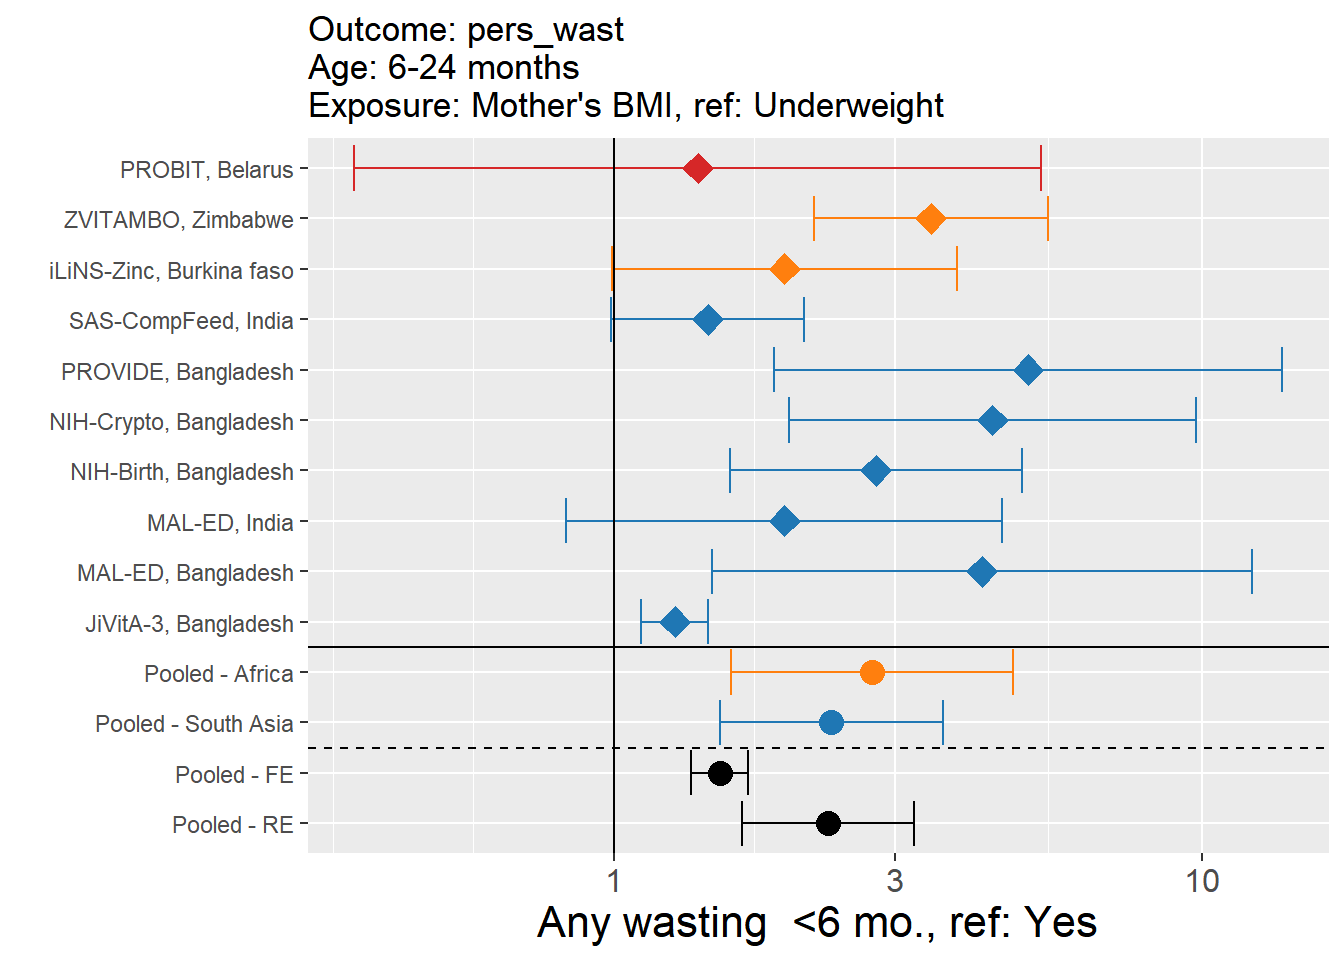 Outcome: pers_wast
Age: 6-24 months
Exposure: Mother's BMI, ref: Underweight
PROBIT, Belarus
ZVITAMBO, Zimbabwe
iLiNS-Zinc, Burkina faso
SAS-CompFeed, India
PROVIDE, Bangladesh
NIH-Crypto, Bangladesh
NIH-Birth, Bangladesh
MAL-ED, India
MAL-ED, Bangladesh
JiVitA-3, Bangladesh
Pooled - Africa
Pooled - South Asia
Pooled - FE
Pooled - RE
1 3 10
Any wasting  <6 mo., ref: Yes